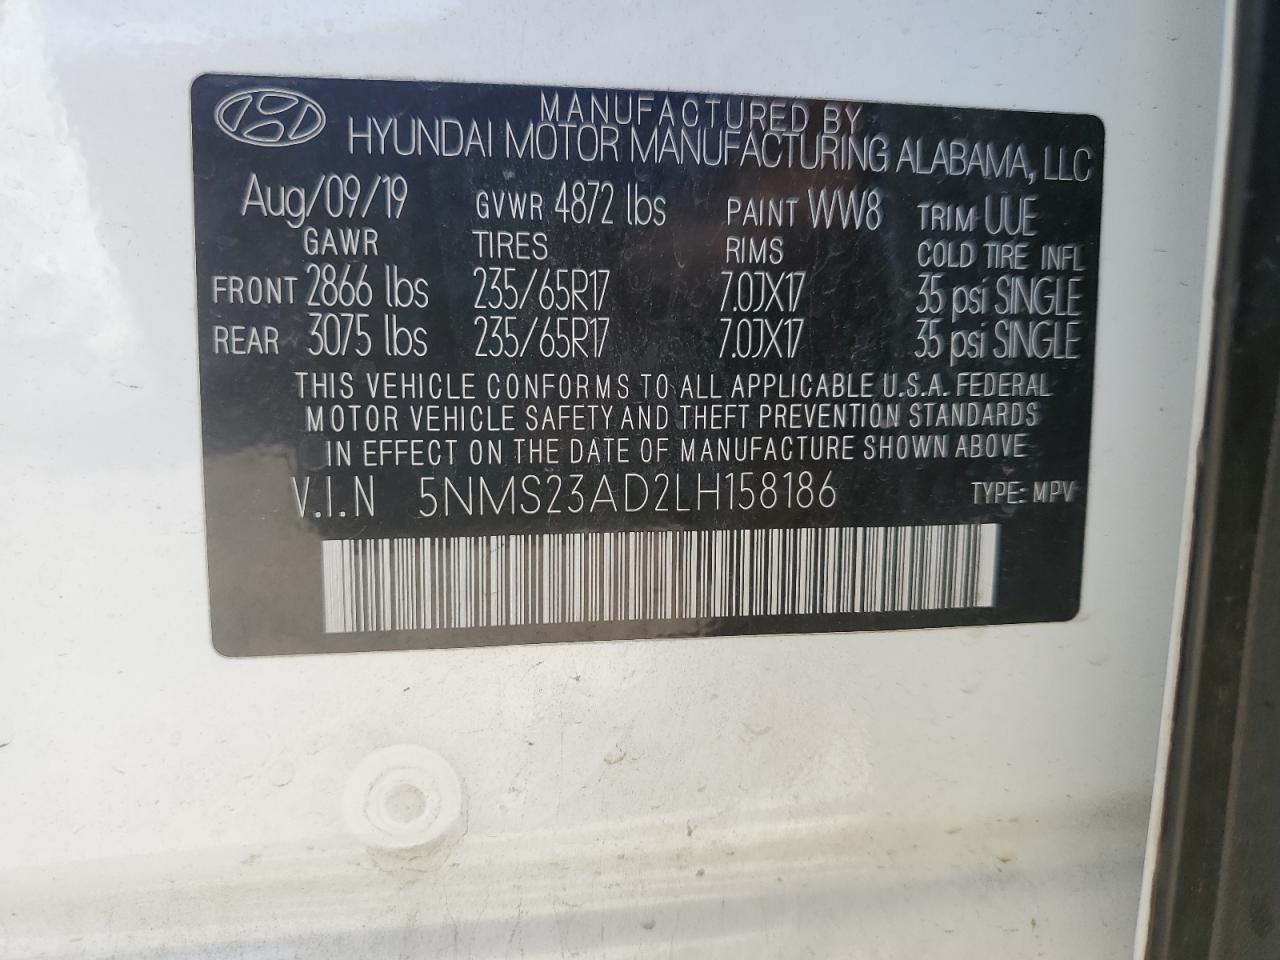 MANUFACTURED BY
HYUNDAI MOTOR MANUFACTURING ALABAMA, LLC
Aug/09/19 GVWR 4872 lbs PAINT WW8 TRIM UUE
GAWR TIRES RIMS COLD TIRE INFL
FRONT 2866 lbs 235/65R17 7.0JX17 35 psi SINGLE
REAR 3075 lbs 235/65R17 7.0JX17 35 psi SINGLE
THIS VEHICLE CONFORMS TO ALL APPLICABLE U.S.A. FEDERAL
MOTOR VEHICLE SAFETY AND THEFT PREVENTION STANDARDS
IN EFFECT ON THE DATE OF MANUFACTURE SHOWN ABOVE
V.I.N 5NMS23AD2LH158186 TYPE: MPV